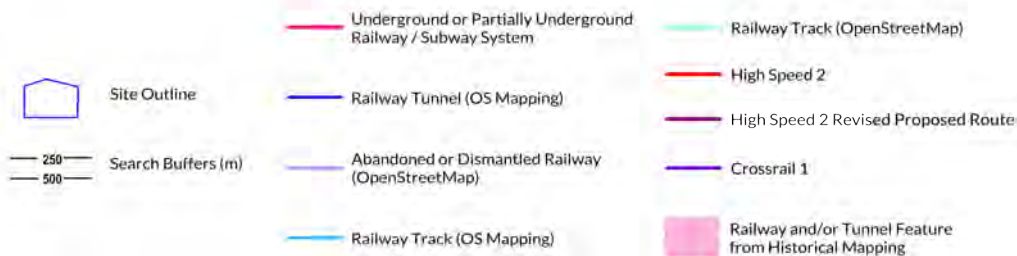 Site Outline
250
500
Search Buffers (m)
Underground or Partially Underground
Railway / Subway System
Railway Tunnel (OS Mapping)
Abandoned or Dismantled Railway
(OpenStreetMap)
Railway Track (OS Mapping)
Railway Track (OpenStreetMap)
High Speed 2
High Speed 2 Revised Proposed Route
Crossrail 1
Railway and/or Tunnel Feature
from Historical Mapping